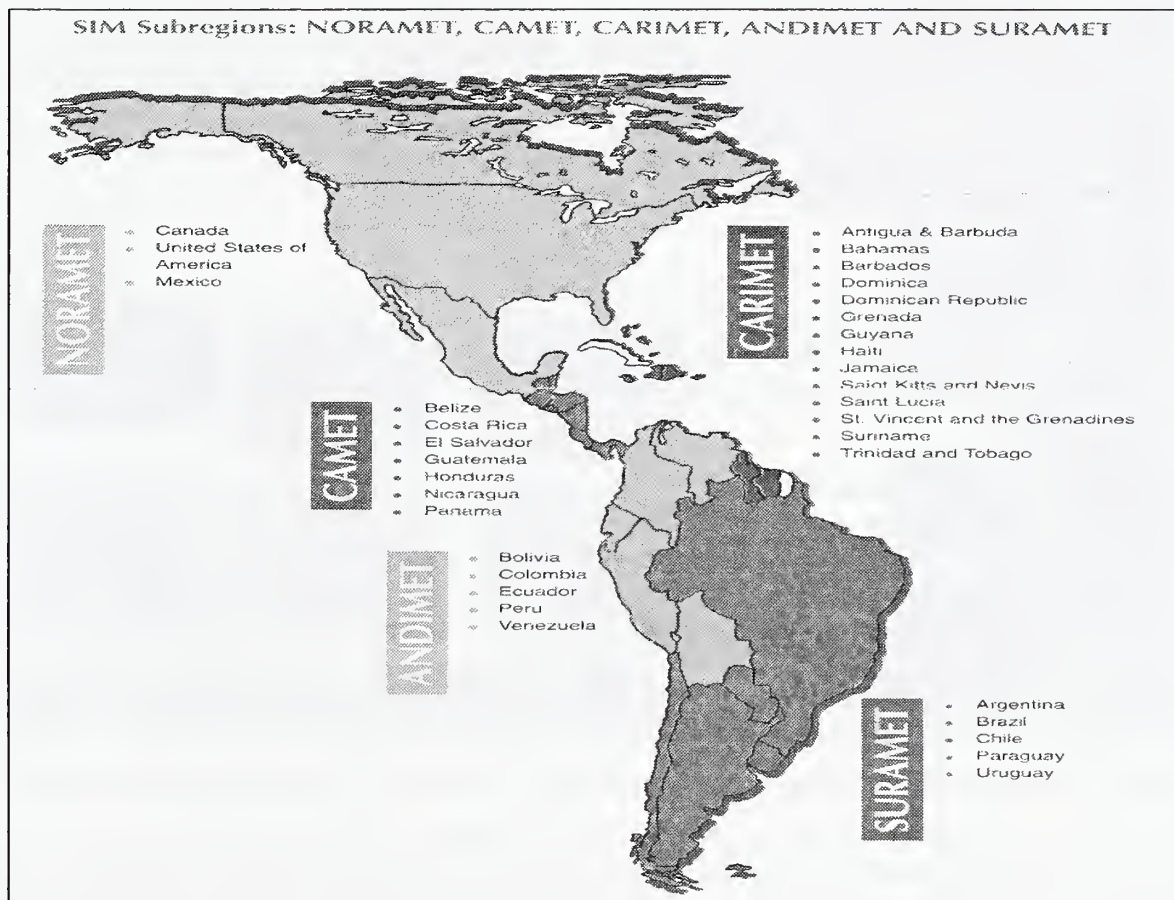 SIM Subregions: NORAMET, CAMET, CARIMET, ANDIMET AND SURAMET
NORAMET
Canada
United States of
America
Mexico
CARIMET
Antigua & Barbuda
Bahamas
Barbados
Dominica
Dominican Republic
Grenada
Guyana
Haiti
Jamaica
Saint Kitts and Nevis
Saint Lucia
St. Vincent and the Grenadines
Suriname
Trinidad and Tobago
CAMET
Belize
Costa Rica
El Salvador
Guatemala
Honduras
Nicaragua
Panama
ANDIMET
Bolivia
Colombia
Ecuador
Peru
Venezuela
SURAMET
Argentina
Brazil
Chile
Paraguay
Uruguay